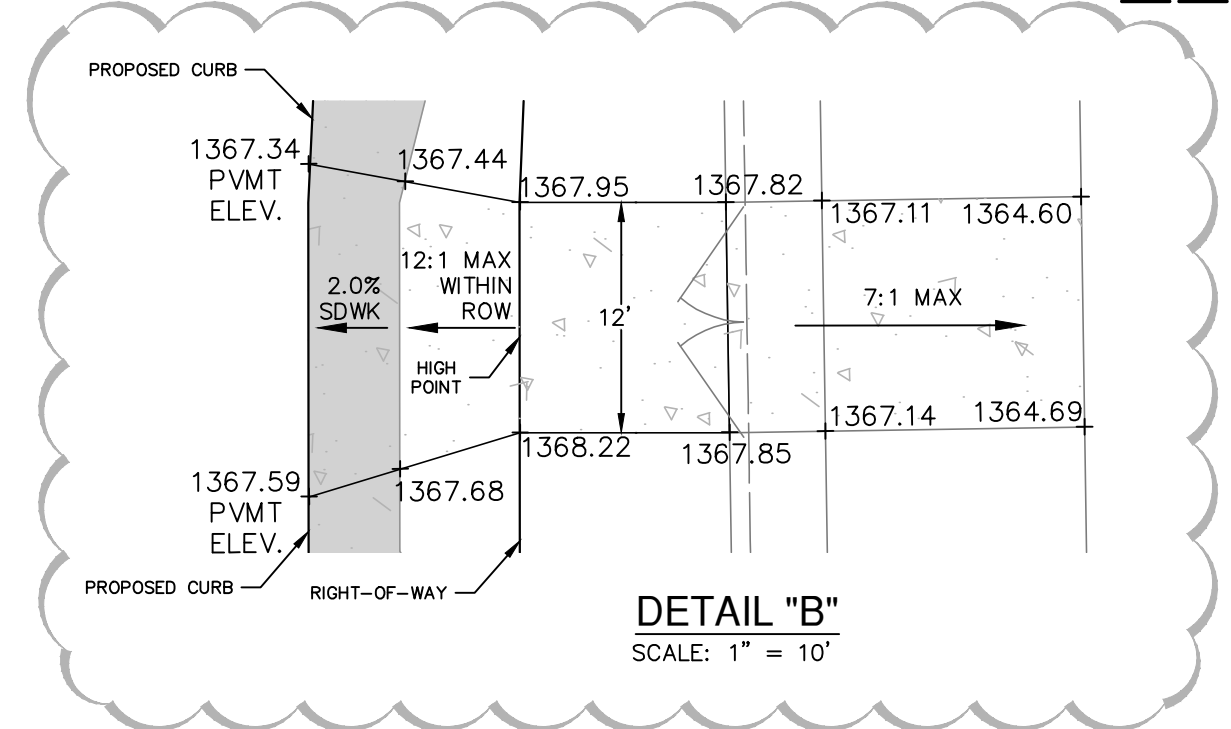 PROPOSED CURB
1367.34
PVMT
ELEV.
1367.44
1367.95
1367.82
1367.11
1364.60
2.0%
SDWK
12:1 MAX
WITHIN
ROW
12'
7:1 MAX
HIGH
POINT
1367.59
PVMT
ELEV.
1367.68
1368.22
1367.85
1367.14
1364.69
PROPOSED CURB
RIGHT-OF-WAY
DETAIL "B"
SCALE: 1" = 10'